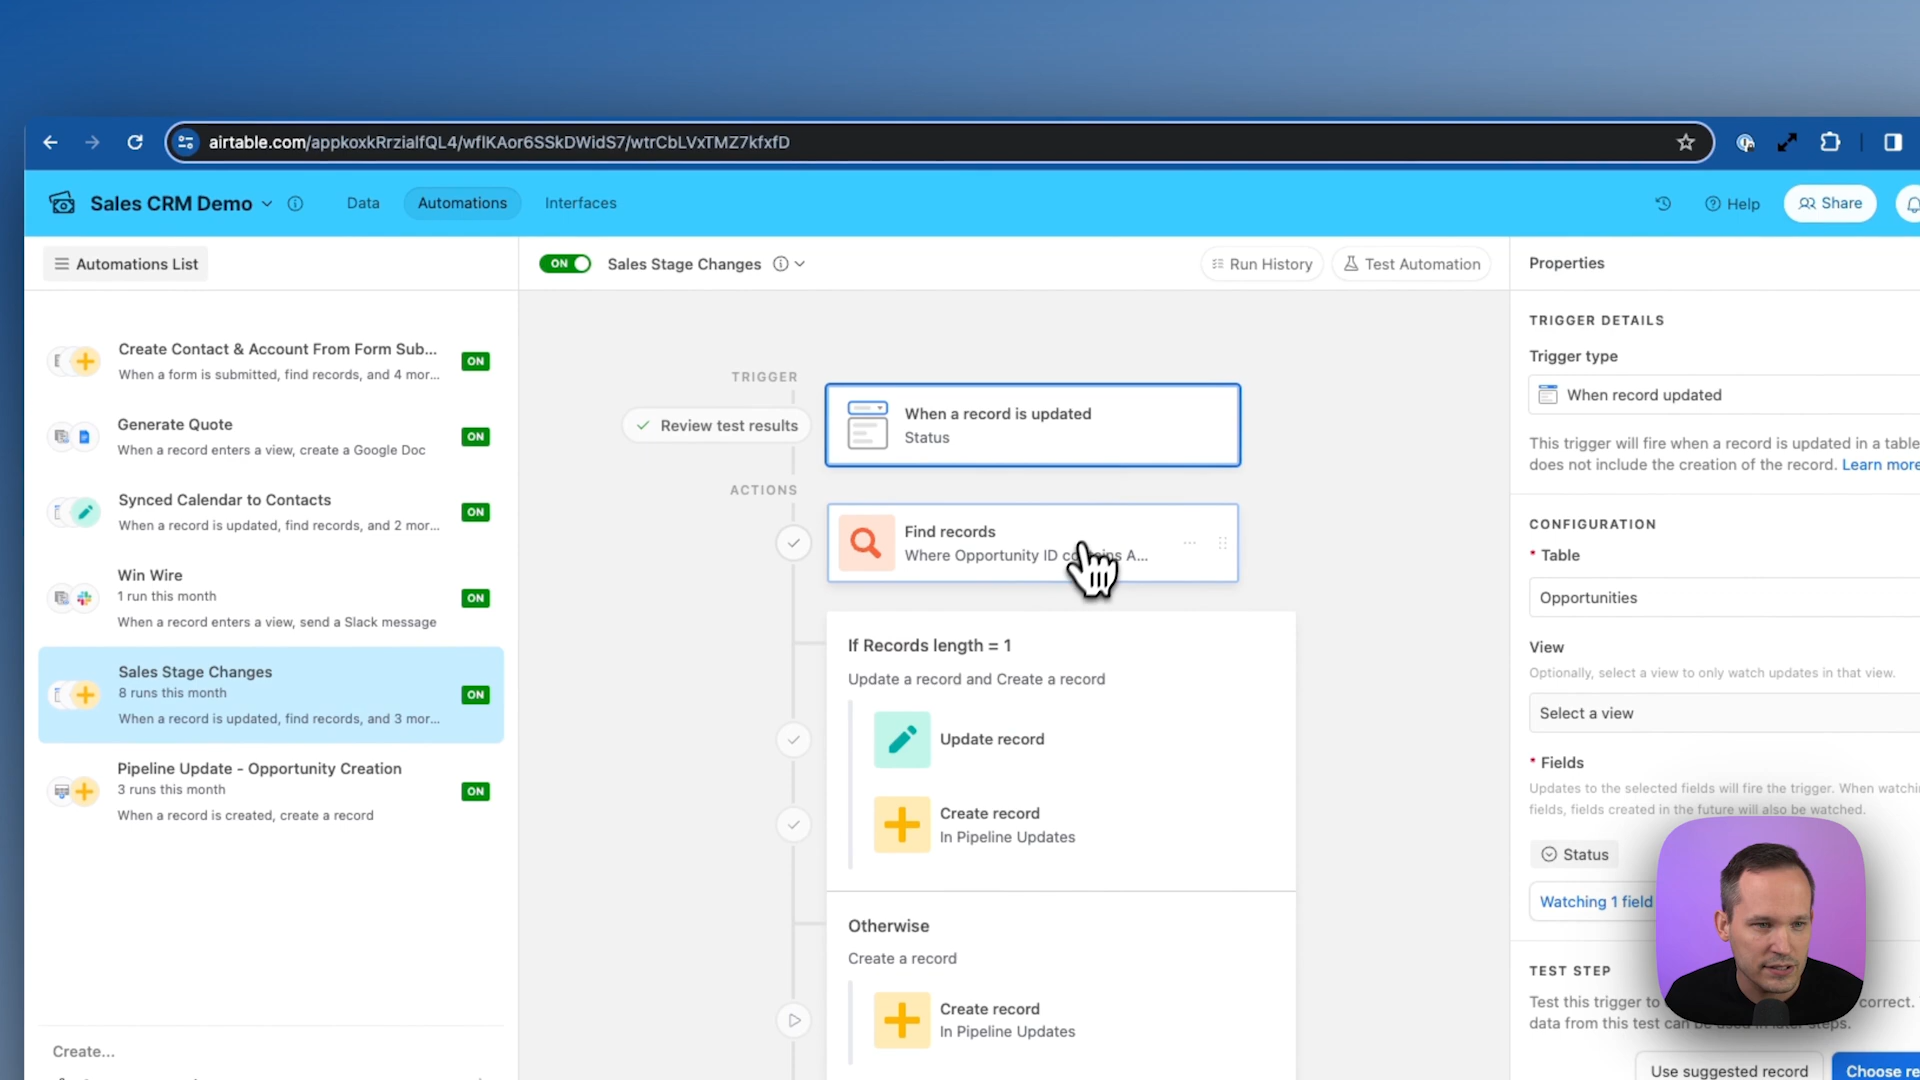 airtable.com/appkoxkRrzialfQL4/wflKAor6SSkDWidS7/wtrCbLVxTMZ7kfxfD
Sales CRM Demo
Data
Automations
Interfaces
Help
Share
Automations List
ON
Sales Stage Changes
Run History
Test Automation
Properties
Create Contact & Account From Form Sub...
When a form is submitted, find records, and 4 mor...
ON
Generate Quote
When a record enters a view, create a Google Doc
ON
Synced Calendar to Contacts
When a record is updated, find records, and 2 mor...
ON
Win Wire
1 run this month
When a record enters a view, send a Slack message
ON
Sales Stage Changes
8 runs this month
When a record is updated, find records, and 3 mor...
ON
Pipeline Update - Opportunity Creation
3 runs this month
When a record is created, create a record
ON
Create...
TRIGGER
Review test results
When a record is updated
Status
ACTIONS
Find records
Where Opportunity ID A...
If Records length = 1
Update a record and Create a record
Update record
Create record
In Pipeline Updates
Otherwise
Create a record
Create record
In Pipeline Updates
TRIGGER DETAILS
Trigger type
When record updated
This trigger will fire when a record is updated in a table
does not include the creation of the record. Learn more
CONFIGURATION
* Table
Opportunities
View
Optionally, select a view to only watch updates in that view.
Select a view
* Fields
Updates to the selected fields will fire the trigger. When watching
fields, fields created in the future will also be watched.
Status
Watching 1 field
TEST STEP
Test this trigger to correct.
data from this test can be used in later steps.
Use suggested record
Choose re